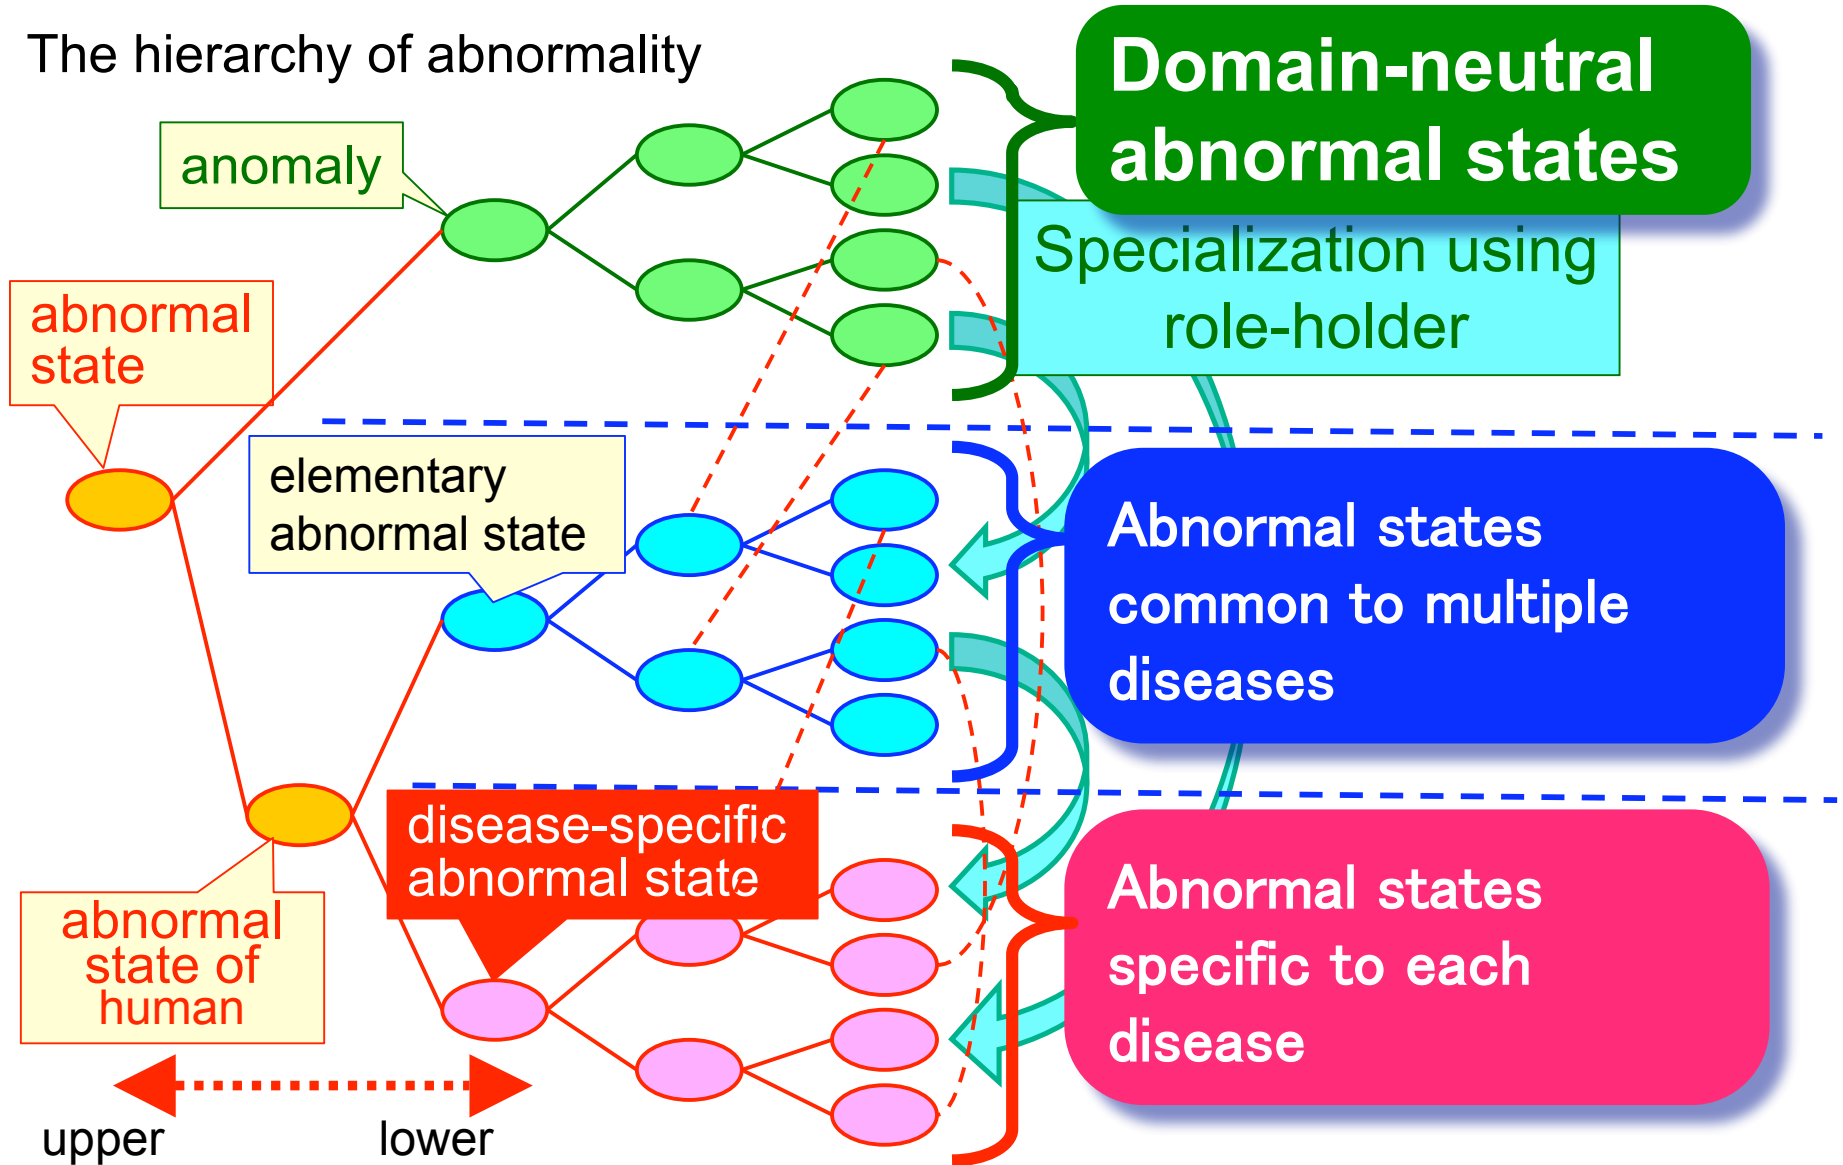 The hierarchy of abnormality
Domain-neutral
abnormal states
anomaly
Specialization using
role-holder
abnormal
state
elementary
abnormal state
Abnormal states
common to multiple
diseases
disease-specific
abnormal state
Abnormal states
specific to each
disease
abnormal
state of
human
upper
lower